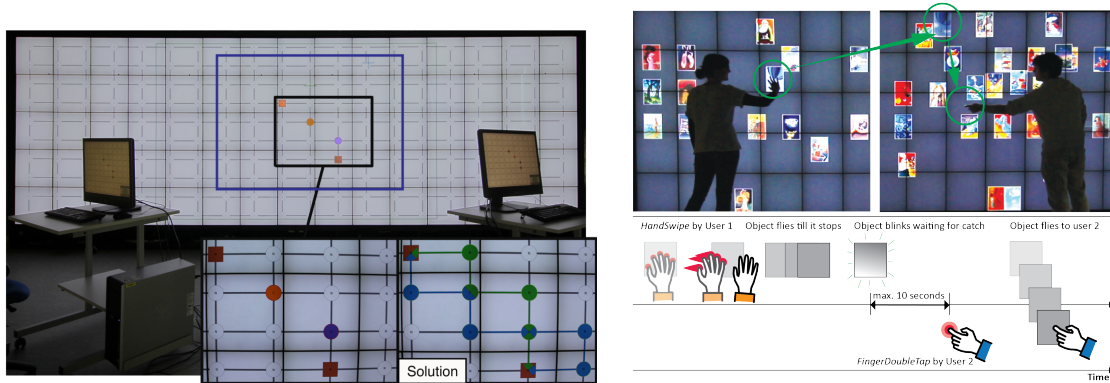 Solution
HandSwipe by User 1
Object flies till it stops
Object blinks waiting for catch
Object flies to user 2
max. 10 seconds
FingerDoubleTap by User 2
Time